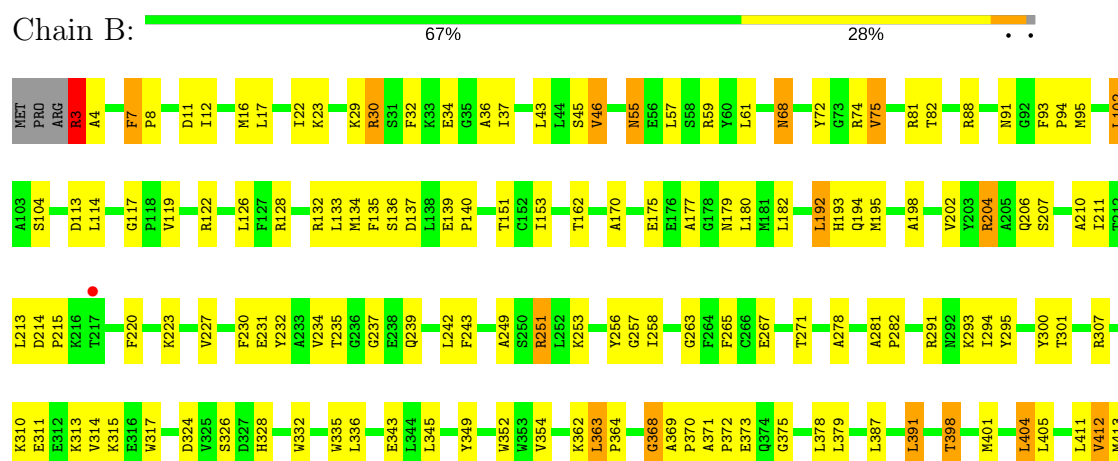 Chain B:
67% 28% • •
MET PRO ARG R3 A4 F7 P8 D11 I12 M16 L17 I22 K23 K29 R30 S31 F32 K33 E34 G35 A36 I37 L43 L44 S45 V46 N55 E56 L57 S58 R59 Y60 L61 N68 Y72 G73 R74 V75 R81 T82 R88 N91 G92 F93 P94 M95 L102
A103 S104 D113 L114 G117 P118 V119 R122 L126 F127 R128 R132 L133 M134 F135 S136 D137 L138 E139 P140 T151 C152 I153 T162 A170 E175 E176 A177 G178 N179 L180 M181 L182 L192 H193 Q194 M195 A198 V202 Y203 R204 A205 Q206 S207 A210 I211 T212
L213 D214 P215 K216 T217 F220 K223 V227 F230 E231 Y232 A233 V234 T235 G236 G237 E238 Q239 L242 F243 A249 S250 R251 L252 K253 Y256 G257 I258 G263 F264 F265 C266 E267 T271 A278 A281 P282 R291 N292 K293 I294 Y295 Y300 T301 R307
K310 E311 E312 K313 V314 K315 E316 W317 D324 V325 S326 D327 H328 W332 W335 L336 E343 L344 L345 Y349 W352 W353 V354 K362 L363 P364 G368 A369 P370 A371 P372 E373 Q374 G375 L378 L379 L387 L391 T398 M401 L404 L405 L411 V412 M413